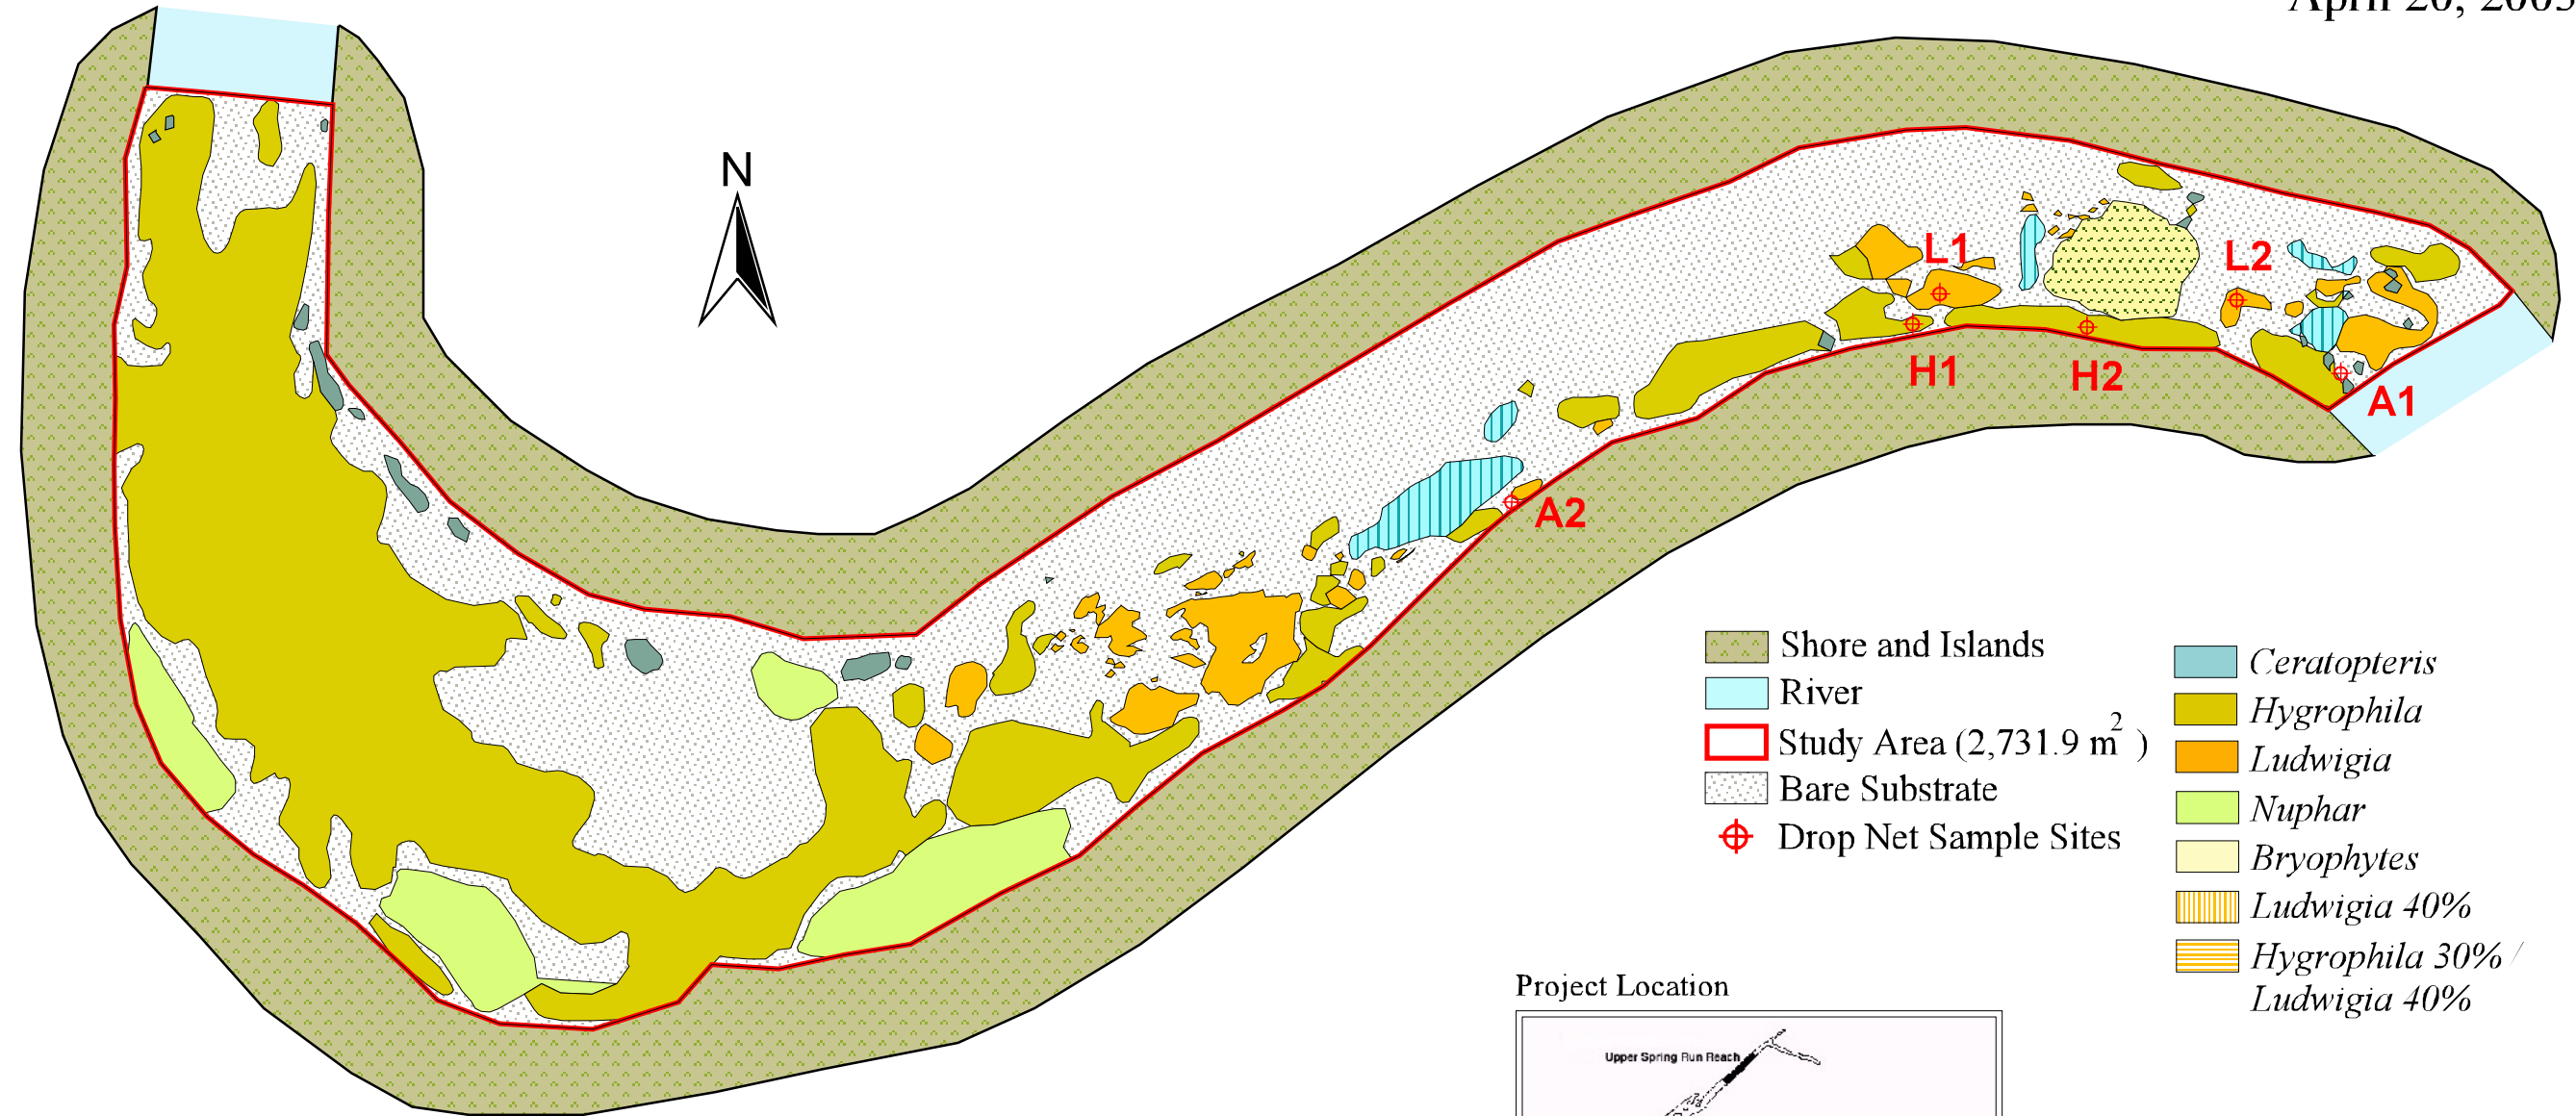 April 20, 2005
N
L1
L2
H1
H2
A1
A2
Shore and Islands
River
Study Area (2,731.9 m2 )
Bare Substrate
Drop Net Sample Sites
Ceratopteris
Hygrophila
Ludwigia
Nuphar
Bryophytes
Ludwigia 40%
Hygrophila 30% /
Ludwigia 40%
Project Location
Upper Spring Run Reach